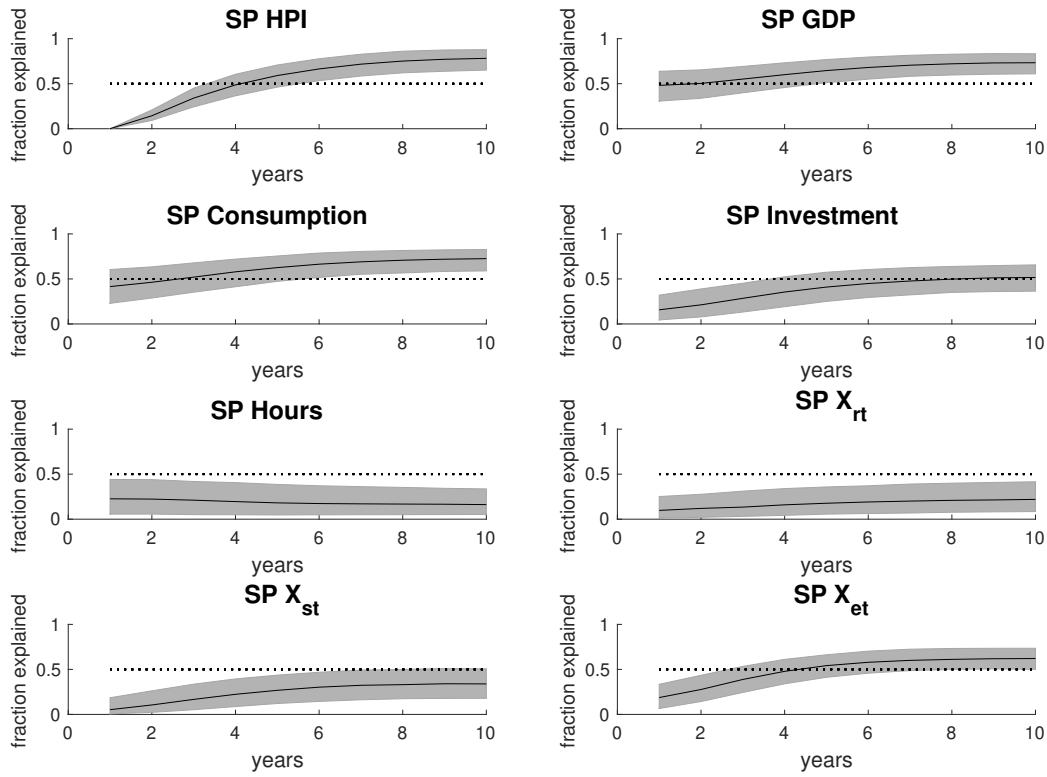 SP HPI
fraction explained
1
0.5
0
0 2 4 6 8 10
years
SP GDP
fraction explained
1
0.5
0
0 2 4 6 8 10
years
SP Consumption
fraction explained
1
0.5
0
0 2 4 6 8 10
years
SP Investment
fraction explained
1
0.5
0
0 2 4 6 8 10
years
SP Hours
fraction explained
1
0.5
0
0 2 4 6 8 10
years
SP X_rt
fraction explained
1
0.5
0
0 2 4 6 8 10
years
SP X_st
fraction explained
1
0.5
0
0 2 4 6 8 10
years
SP X_et
fraction explained
1
0.5
0
0 2 4 6 8 10
years